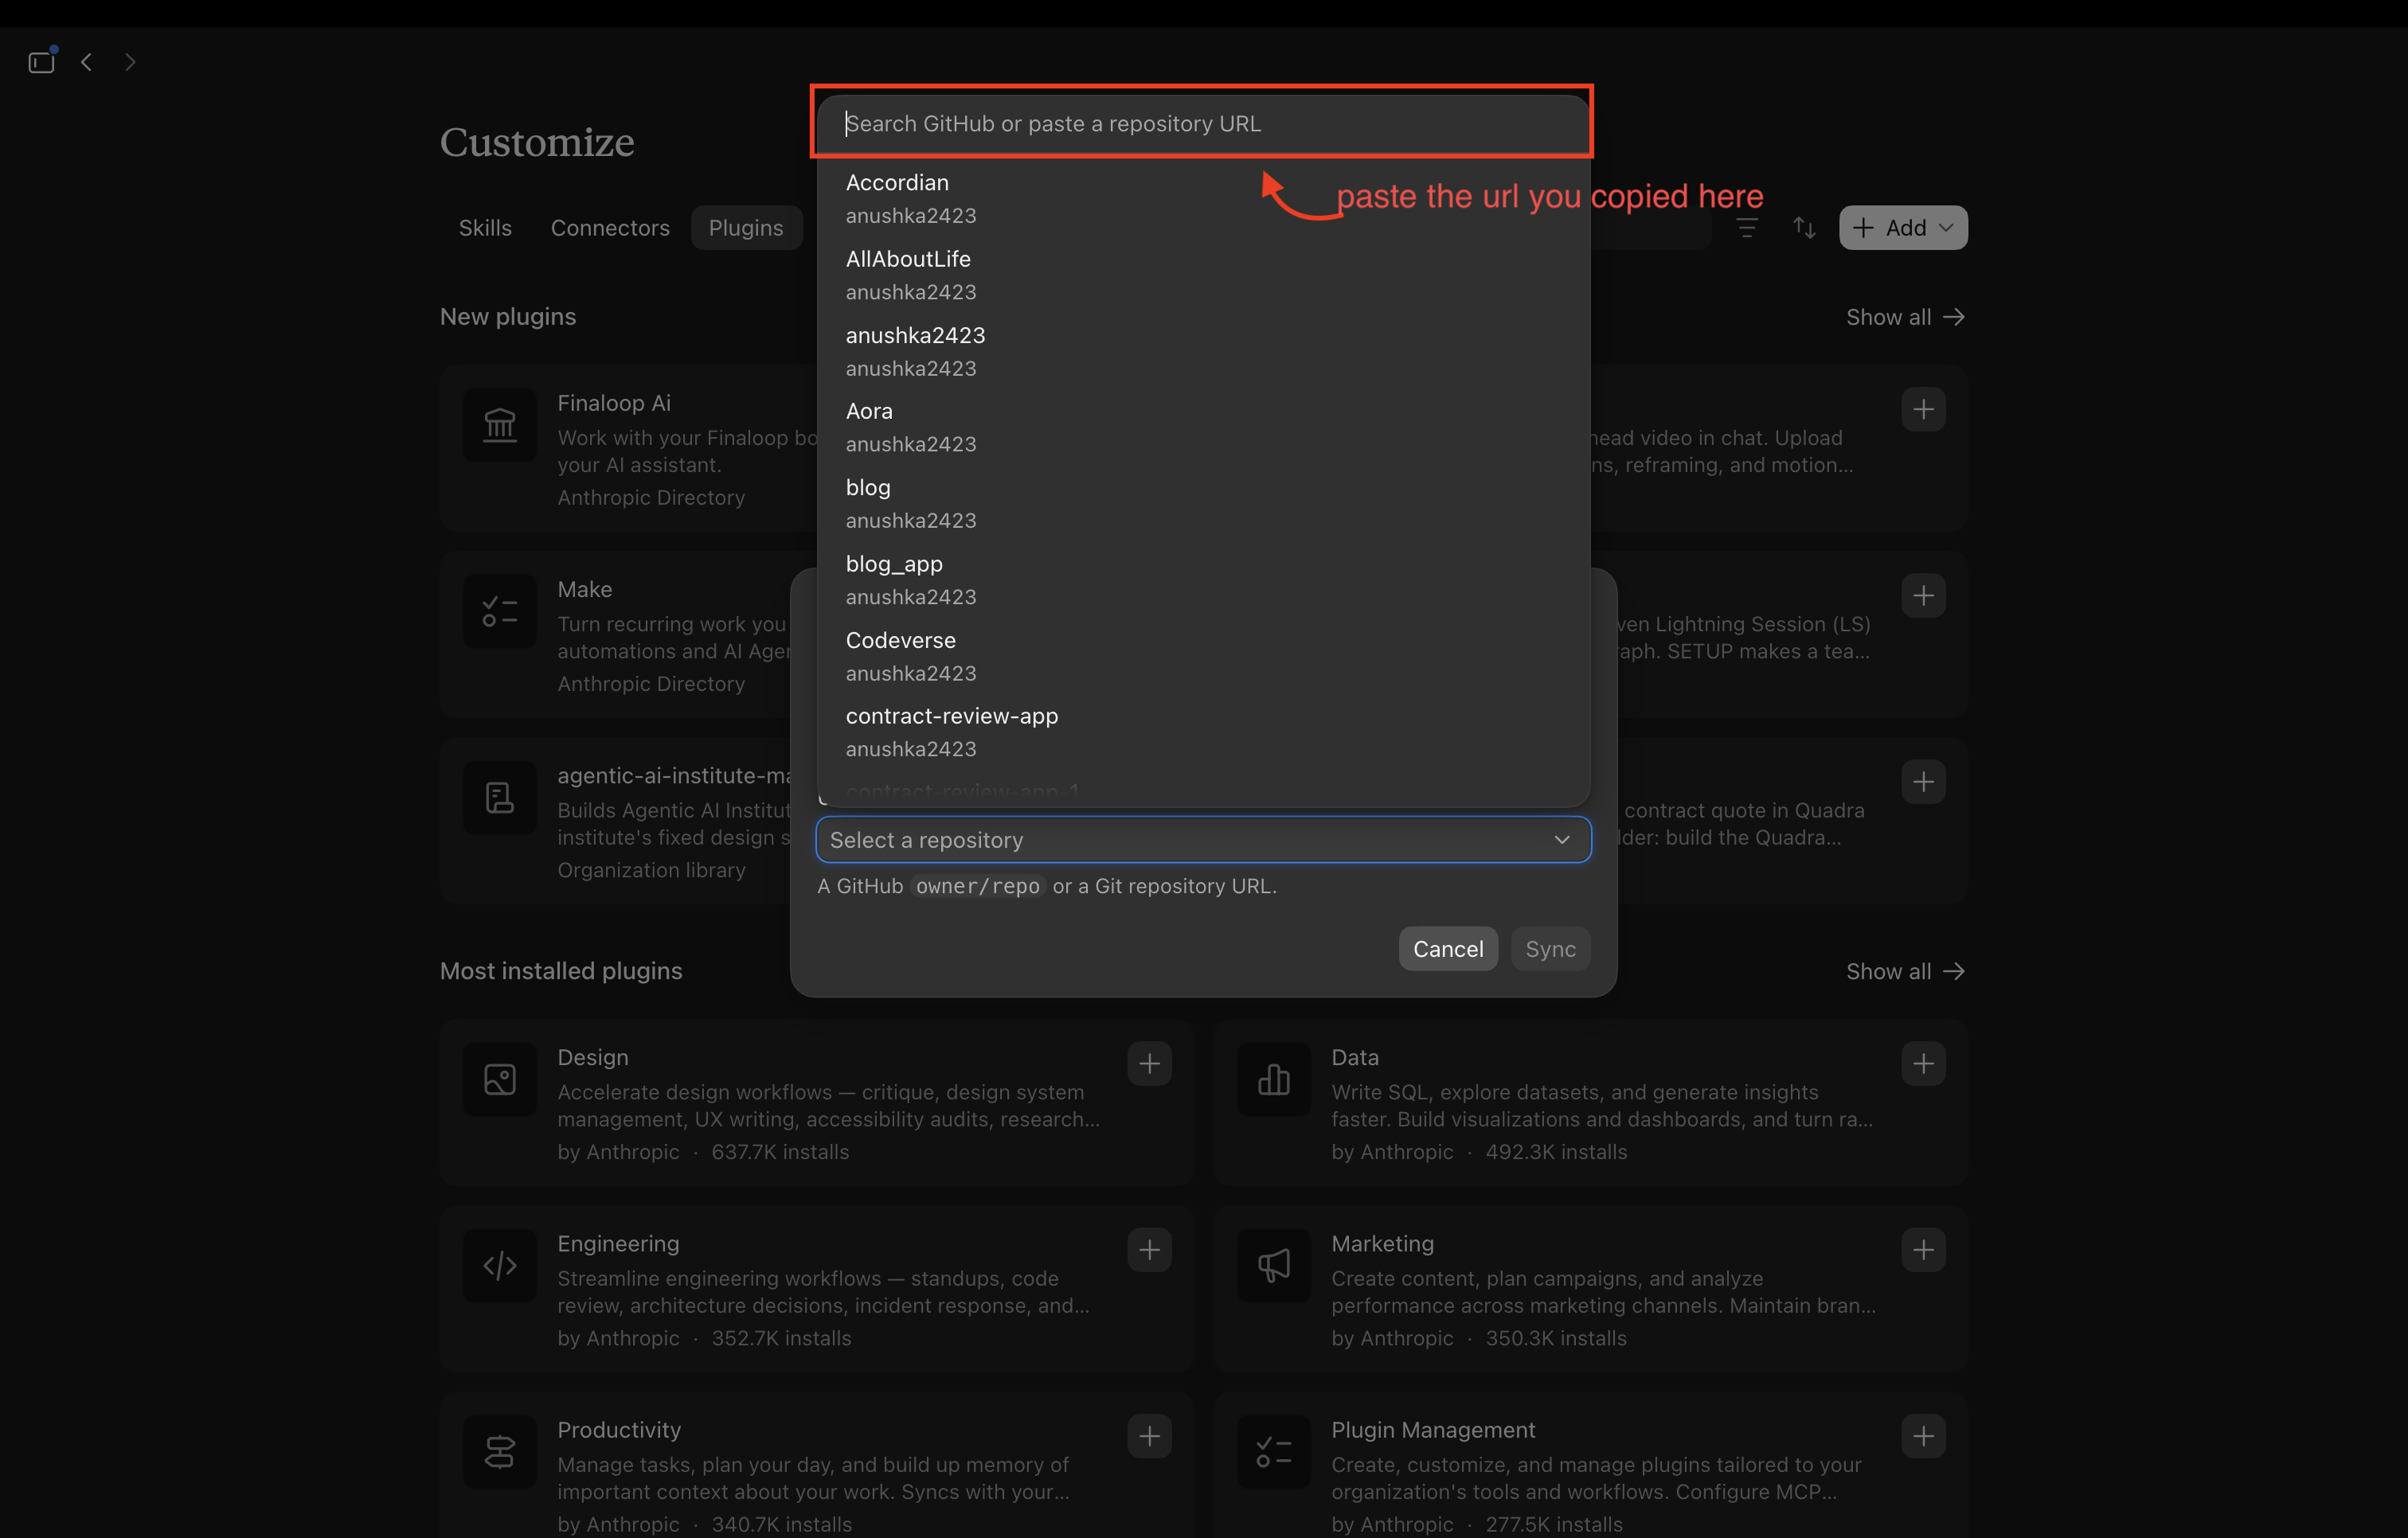 Customize
Search GitHub or paste a repository URL
paste the url you copied here
Skills
Connectors
Plugins
Add
Accordian
anushka2423
AllAboutLife
anushka2423
anushka2423
anushka2423
Aora
anushka2423
blog
anushka2423
blog_app
anushka2423
Codeverse
anushka2423
contract-review-app
anushka2423
contract-review-app-1
Select a repository
A GitHub owner/repo or a Git repository URL.
Cancel
Sync
New plugins
Show all
Finaloop Ai
Work with your Finaloop bo
your AI assistant.
Anthropic Directory
head video in chat. Upload
ns, reframing, and motion...
Make
Turn recurring work you
automations and AI Ager
Anthropic Directory
ven Lightning Session (LS)
raph. SETUP makes a tea...
agentic-ai-institute-ma
Builds Agentic AI Institut
institute's fixed design s
Organization library
contract quote in Quadra
lder: build the Quadra...
Most installed plugins
Show all
Design
Accelerate design workflows — critique, design system
management, UX writing, accessibility audits, research...
by Anthropic · 637.7K installs
Data
Write SQL, explore datasets, and generate insights
faster. Build visualizations and dashboards, and turn ra...
by Anthropic · 492.3K installs
Engineering
Streamline engineering workflows — standups, code
review, architecture decisions, incident response, and...
by Anthropic · 352.7K installs
Marketing
Create content, plan campaigns, and analyze
performance across marketing channels. Maintain bran...
by Anthropic · 350.3K installs
Productivity
Manage tasks, plan your day, and build up memory of
important context about your work. Syncs with your...
by Anthropic · 340.7K installs
Plugin Management
Create, customize, and manage plugins tailored to your
organization's tools and workflows. Configure MCP...
by Anthropic · 277.5K installs